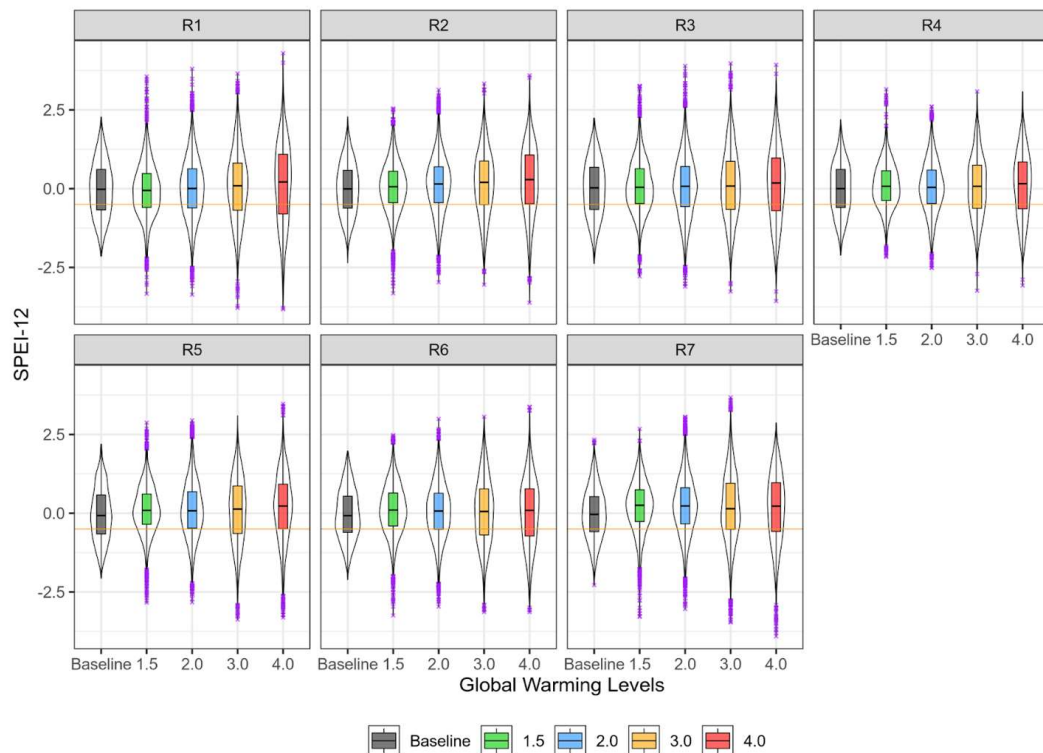 R1 R2 R3 R4
2.5
0.0
-2.5
Baseline 1.5 2.0 3.0 4.0
SPEI-12
R5 R6 R7
2.5
0.0
-2.5
Baseline 1.5 2.0 3.0 4.0 Baseline 1.5 2.0 3.0 4.0 Baseline 1.5 2.0 3.0 4.0
Global Warming Levels
Baseline 1.5 2.0 3.0 4.0